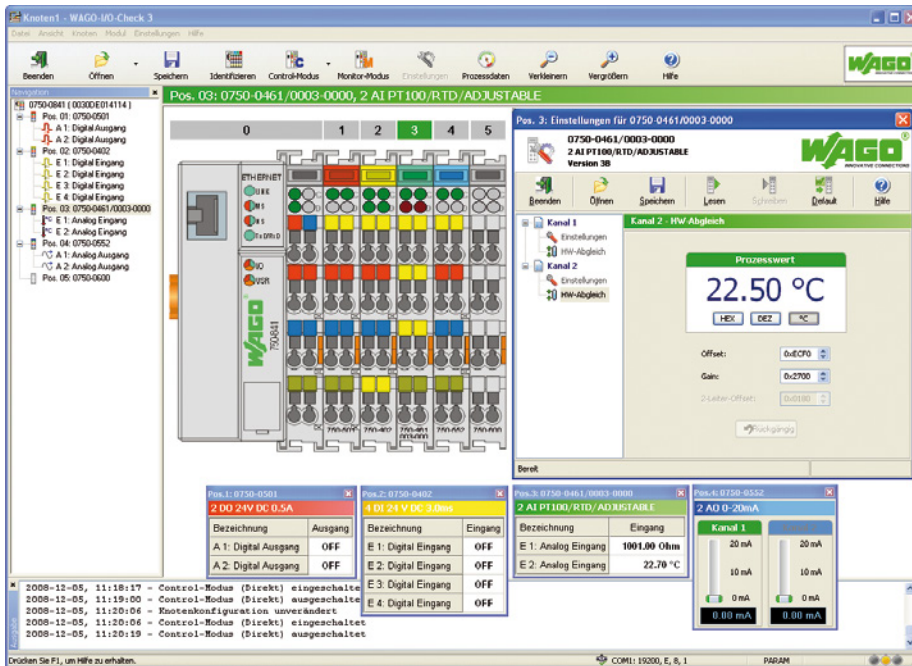 Knoten1 - WAGO-I/O-Check 3
Datei Ansicht Knoten Modul Einstellungen Hilfe
Beenden Öffnen Speichern Identifizieren Control-Modus Monitor-Modus Einstellungen Prozessdaten Verkleinern Vergrößern Hilfe
WAGO
Navigation
0750-0841 ( 0030DE014114 )
Pos. 01: 0750-0501
A 1: Digital Ausgang
A 2: Digital Ausgang
Pos. 02: 0750-0402
E 1: Digital Eingang
E 2: Digital Eingang
E 3: Digital Eingang
E 4: Digital Eingang
Pos. 03: 0750-0461/0003-0000
E 1: Analog Eingang
E 2: Analog Eingang
Pos. 04: 0750-0552
A 1: Analog Ausgang
A 2: Analog Ausgang
Pos. 05: 0750-0600
Pos. 03: 0750-0461/0003-0000, 2 AI PT100/RTD/ADJUSTABLE
0 1 2 3 4 5
ETHERNET
LINK
MS
NS
TxD/RxD
I/O
USR
WAGO
750-841
750-501 750-402 750-461 750-552 750-600
003-000
Pos. 3: Einstellungen für 0750-0461/0003-0000
0750-0461/0003-0000
2 AI PT100/RTD/ADJUSTABLE
Version 38
WAGO
INNOVATIVE CONNECTIONS
Beenden Öffnen Speichern Lesen Schreiben Default Hilfe
Kanal 1
Einstellungen
HW-Abgleich
Kanal 2
Einstellungen
HW-Abgleich
Kanal 2 - HW-Abgleich
Prozesswert
22.50 °C
HEX DEZ °C
Offset: 0xECF0
Gain: 0x2700
2-Leiter-Offset: 0x0180
Rückgängig
Bereit
Pos.1: 0750-0501
2 DO 24V DC 0.5A
Bezeichnung Ausgang
A 1: Digital Ausgang OFF
A 2: Digital Ausgang OFF
Pos.2: 0750-0402
4 DI 24 V DC 3.0ms
Bezeichnung Eingang
E 1: Digital Eingang OFF
E 2: Digital Eingang OFF
E 3: Digital Eingang OFF
E 4: Digital Eingang OFF
Pos.3: 0750-0461/0003-0000
2 AI PT100/RTD/ADJUSTABLE
Bezeichnung Eingang
E 1: Analog Eingang 1001.00 Ohm
E 2: Analog Eingang 22.70 °C
Pos.4: 0750-0552
2 AO 0-20mA
Kanal 1
20 mA 20 mA
10 mA 10 mA
0 mA 0 mA
0.00 mA 0.00 mA
2008-12-05, 11:18:17 - Control-Modus (Direkt) eingeschaltet
2008-12-05, 11:19:00 - Control-Modus (Direkt) ausgeschaltet
2008-12-05, 11:20:06 - Knotenkonfiguration unverändert
2008-12-05, 11:20:06 - Control-Modus (Direkt) eingeschaltet
2008-12-05, 11:20:19 - Control-Modus (Direkt) ausgeschaltet
Ausgabe
Drücken Sie F1, um Hilfe zu erhalten.
COM1: 19200, E, 8, 1 PARAM